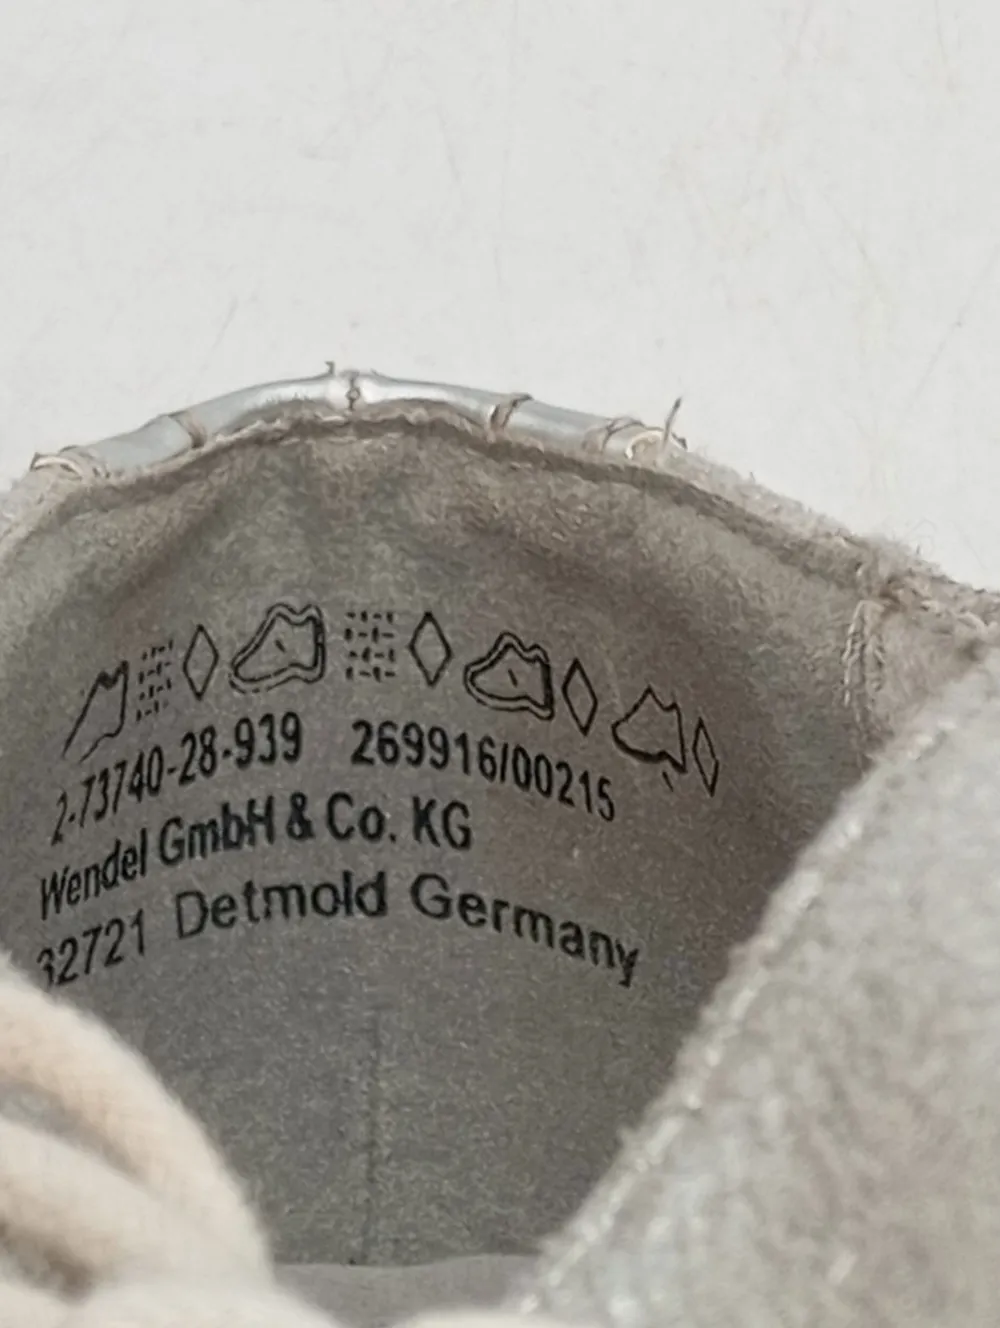 2-73740-28-939 269916/00215
Wendel GmbH & Co. KG
32721 Detmold Germany